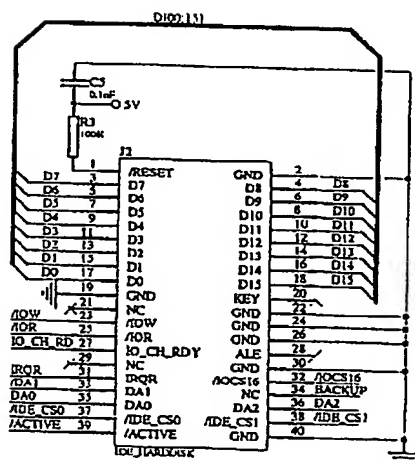 D[00:15]
C5
0.1nF
5V
R3
100K
J2
1 /RESET GND 2
D7 3 D7 D8 4 D8
D6 5 D6 D9 6 D9
D5 7 D5 D10 8 D10
D4 9 D4 D11 10 D11
D3 11 D3 D12 12 D12
D2 13 D2 D13 14 D13
D1 15 D1 D14 16 D14
D0 17 D0 D15 18 D15
19 GND KEY 20
21 NC GND 22
/IOW 23 /IOW GND 24
/IOR 25 /IOR GND 26
IO_CH_RD 27 IO_CH_RDY ALE 28
29 NC GND 30
IRQR 31 IRQR /IOCS16 32 /IOCS16
/DA1 33 DA1 NC 34 BACKUP
DA0 35 DA0 DA2 36 DA2
/IDE_CS0 37 /IDE_CS0 /IDE_CS1 38 /IDE_CS1
/ACTIVE 39 /ACTIVE GND 40
IDE_HARDDISK